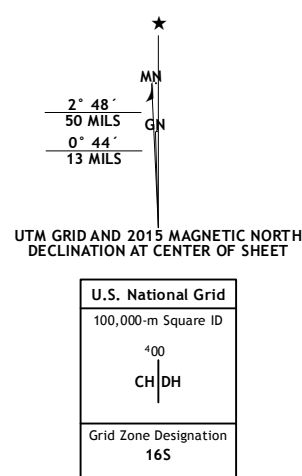 ★
MN
2° 48´
50 MILS
GN
0° 44´
13 MILS
UTM GRID AND 2015 MAGNETIC NORTH
DECLINATION AT CENTER OF SHEET
U.S. National Grid
100,000-m Square ID
⁴00
CH DH
Grid Zone Designation
16S